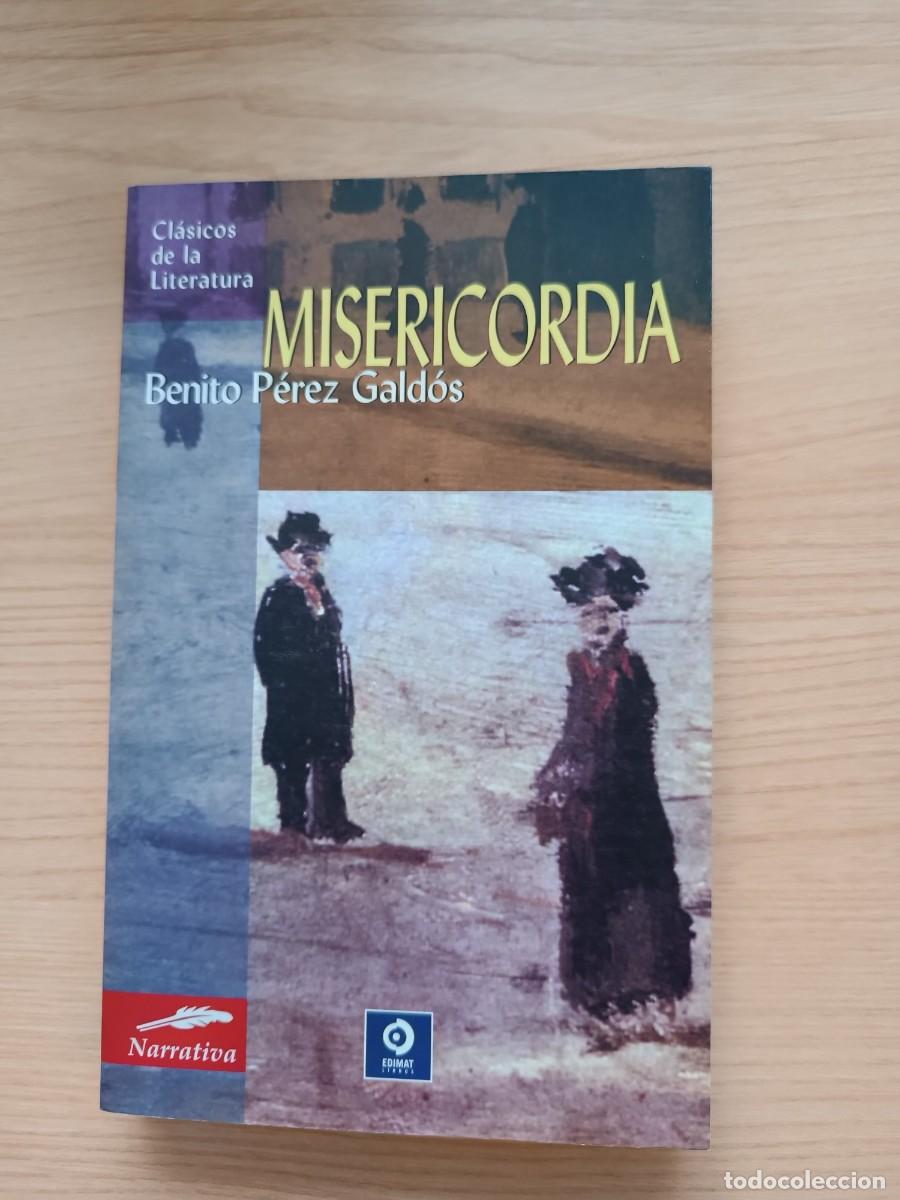 Clásicos
de la
Literatura
MISERICORDIA
Benito Pérez Galdós
Narrativa
EDIMAT
LIBROS
todocoleccion